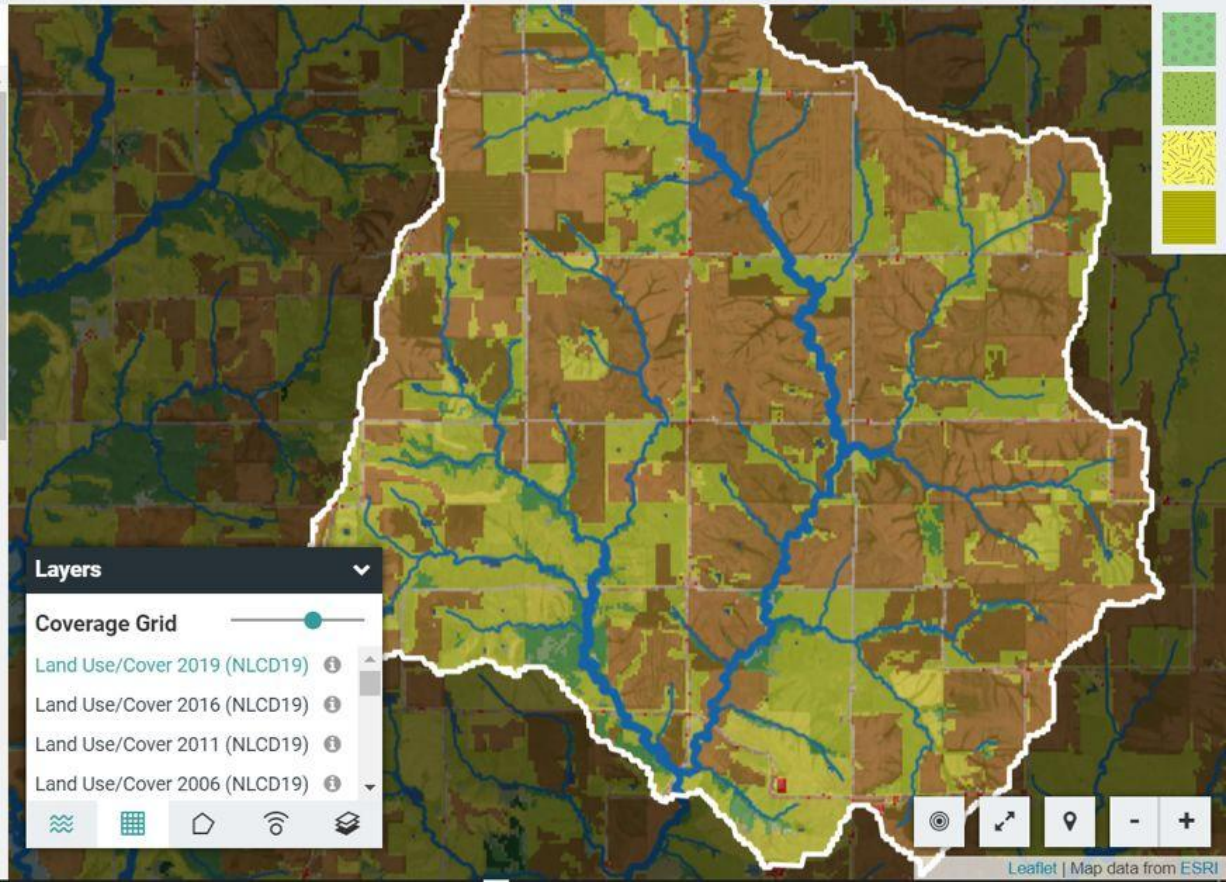 Layers
Coverage Grid
Land Use/Cover 2019 (NLCD19)
Land Use/Cover 2016 (NLCD19)
Land Use/Cover 2011 (NLCD19)
Land Use/Cover 2006 (NLCD19)
- +
Leaflet | Map data from ESRI